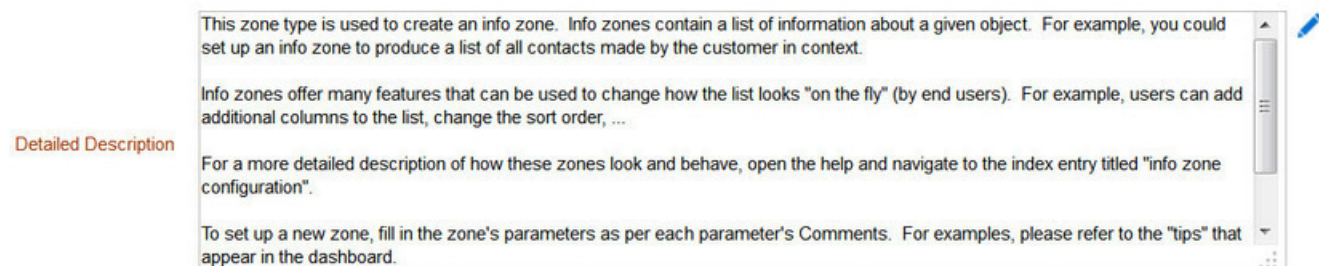 This zone type is used to create an info zone.  Info zones contain a list of information about a given object.  For example, you could
set up an info zone to produce a list of all contacts made by the customer in context.
Info zones offer many features that can be used to change how the list looks "on the fly" (by end users).  For example, users can add
additional columns to the list, change the sort order, ...
Detailed Description
For a more detailed description of how these zones look and behave, open the help and navigate to the index entry titled "info zone
configuration".
To set up a new zone, fill in the zone's parameters as per each parameter's Comments.  For examples, please refer to the "tips" that
appear in the dashboard.